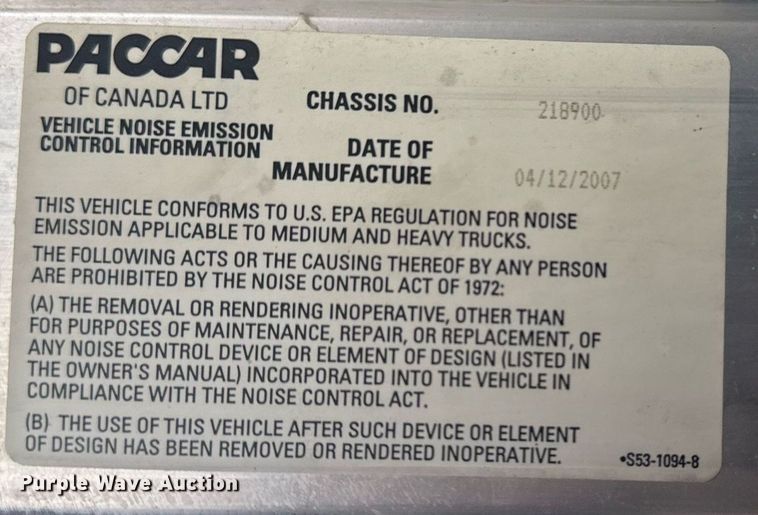 PACCAR
OF CANADA LTD
VEHICLE NOISE EMISSION
CONTROL INFORMATION
CHASSIS NO. 218900
DATE OF
MANUFACTURE 04/12/2007
THIS VEHICLE CONFORMS TO U.S. EPA REGULATION FOR NOISE
EMISSION APPLICABLE TO MEDIUM AND HEAVY TRUCKS.
THE FOLLOWING ACTS OR THE CAUSING THEREOF BY ANY PERSON
ARE PROHIBITED BY THE NOISE CONTROL ACT OF 1972:
(A) THE REMOVAL OR RENDERING INOPERATIVE, OTHER THAN
FOR PURPOSES OF MAINTENANCE, REPAIR, OR REPLACEMENT, OF
ANY NOISE CONTROL DEVICE OR ELEMENT OF DESIGN (LISTED IN
THE OWNER'S MANUAL) INCORPORATED INTO THE VEHICLE IN
COMPLIANCE WITH THE NOISE CONTROL ACT.
(B) THE USE OF THIS VEHICLE AFTER SUCH DEVICE OR ELEMENT
OF DESIGN HAS BEEN REMOVED OR RENDERED INOPERATIVE.
•S53-1094-8
Purple Wave Auction